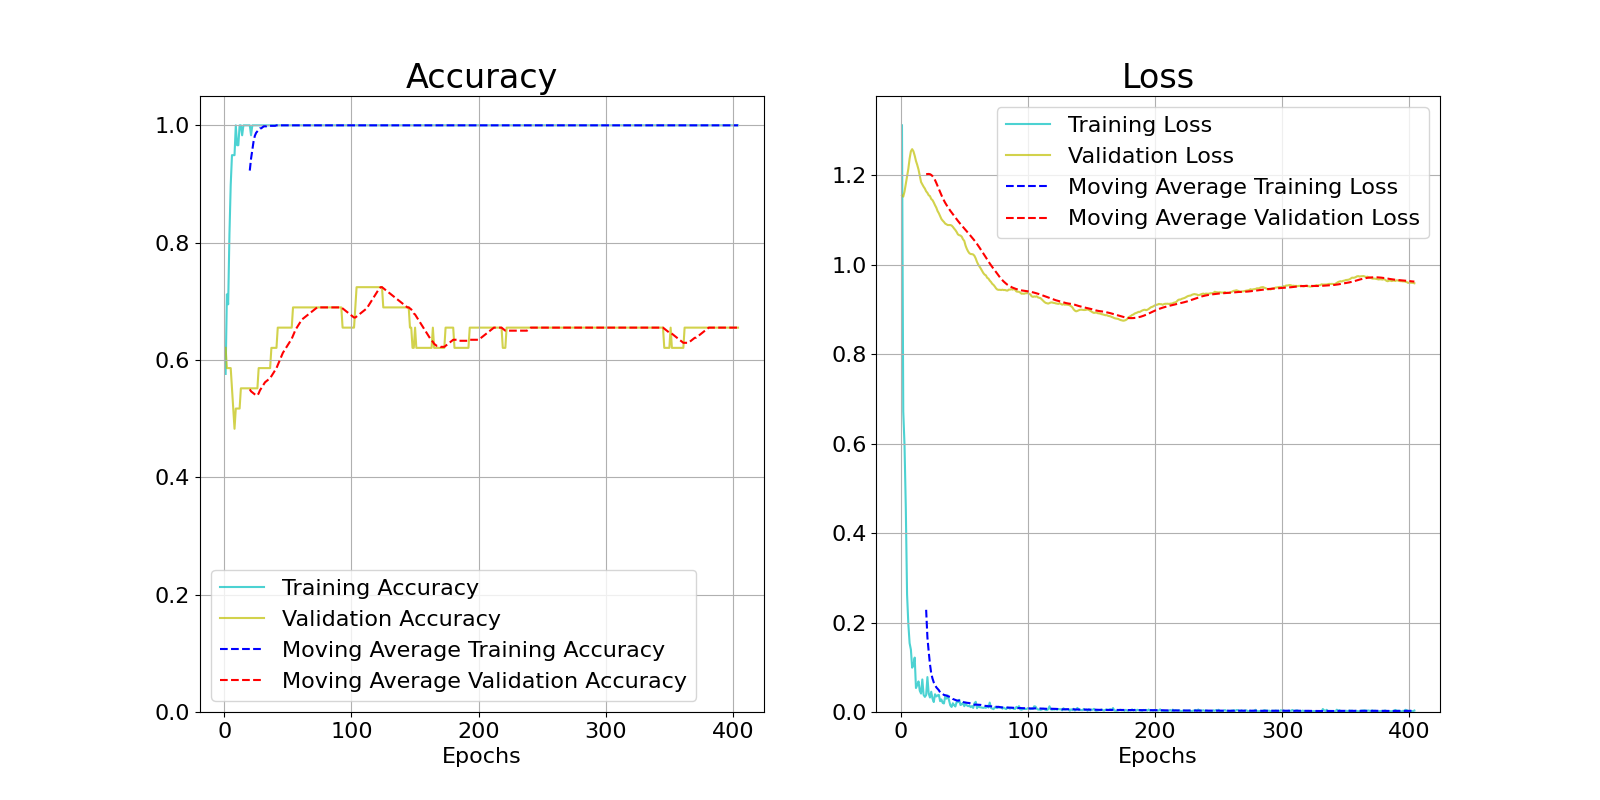 Accuracy
1.0
0.8
0.6
0.4
0.2
0.0
Training Accuracy
Validation Accuracy
Moving Average Training Accuracy
Moving Average Validation Accuracy
0 100 200 300 400
Epochs
Loss
1.2
1.0
0.8
0.6
0.4
0.2
0.0
Training Loss
Validation Loss
Moving Average Training Loss
Moving Average Validation Loss
0 100 200 300 400
Epochs